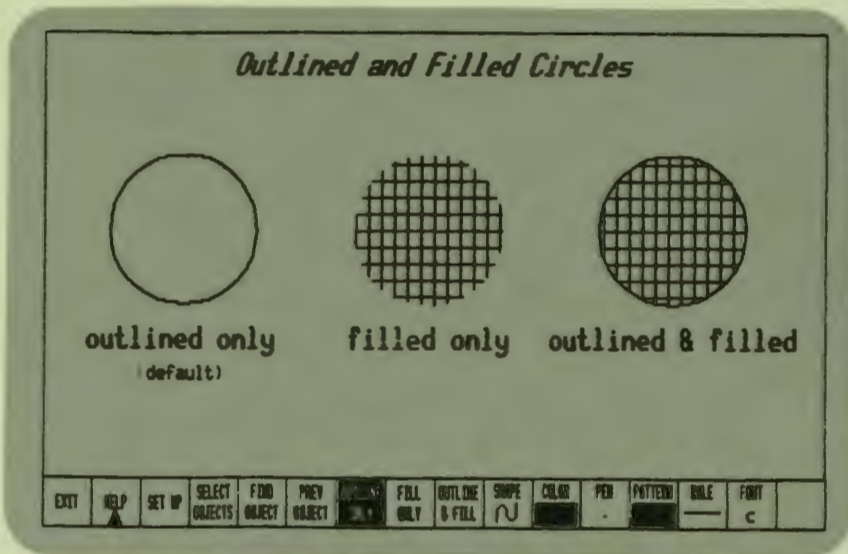 Outlined and Filled Circles
outlined only
(default)
filled only
outlined & filled
EXIT
HELP
SET UP
SELECT
OBJECTS
FIND
OBJECT
PREV
OBJECT
FILL
ONLY
OUTLINE
& FILL
SHAPE
COLOR
PEN
PATTERN
RULE
FONT
C